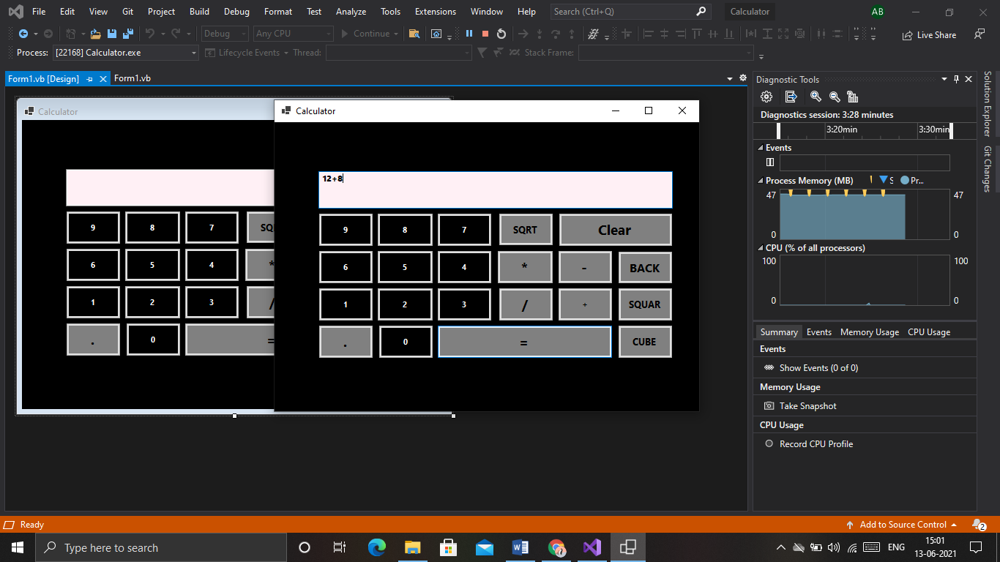 File Edit View Git Project Build Debug Format Test Analyze Tools Extensions Window Help Search (Ctrl+Q) Calculator AB
Debug Any CPU Continue Live Share
Process: [22168] Calculator.exe Lifecycle Events Thread: Stack Frame:
Form1.vb [Design] Form1.vb
Calculator
9 8 7 SQ
6 5 4 *
1 2 3 /
. 0 =
Calculator
12+8
9 8 7 SQRT Clear
6 5 4 * - BACK
1 2 3 / + SQUAR
. 0 = CUBE
Diagnostic Tools
Diagnostics session: 3:28 minutes
3:20min 3:30min
Events
Process Memory (MB) S Pr...
47 47
0 0
CPU (% of all processors)
100 100
0 0
Summary Events Memory Usage CPU Usage
Events
Show Events (0 of 0)
Memory Usage
Take Snapshot
CPU Usage
Record CPU Profile
Solution Explorer
Git Changes
Ready Add to Source Control 2
Type here to search ENG 15:01
13-06-2021